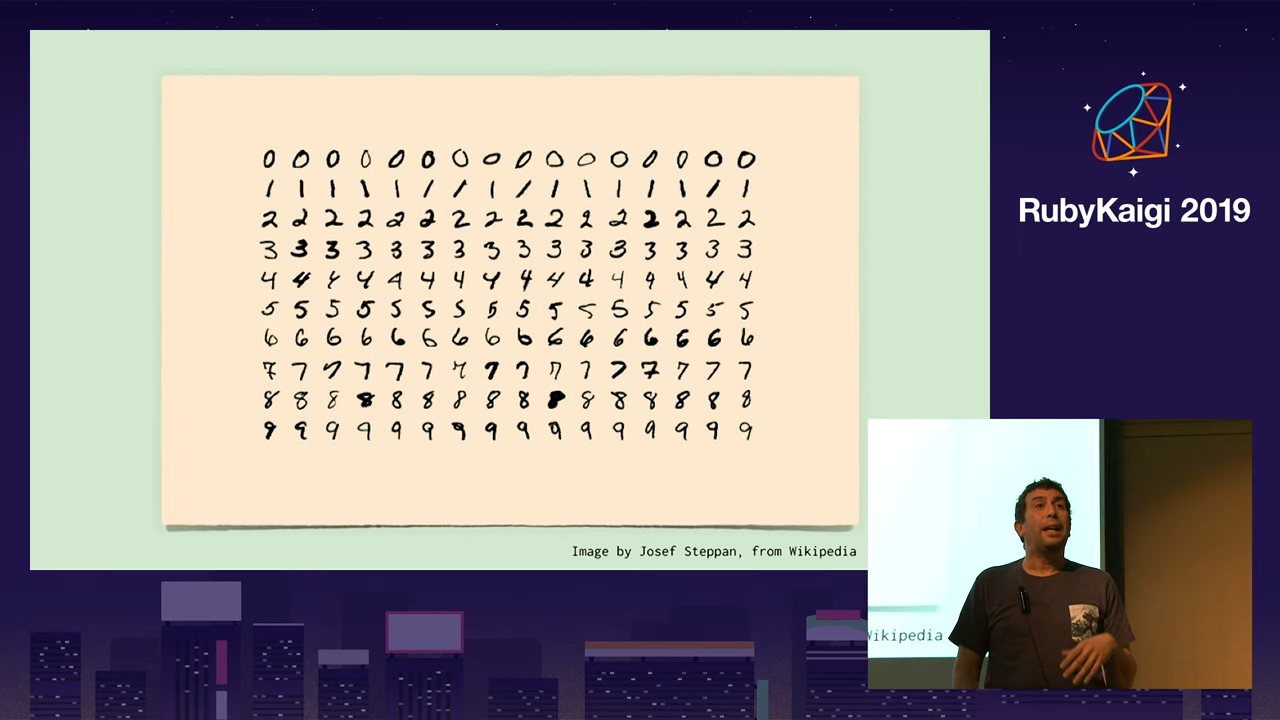 0 0 0 0 0 0 0 0 0 0 0 0 0 0 0 0
1 1 1 1 1 1 1 1 1 1 1 1 1 1 1 1
2 2 2 2 2 2 2 2 2 2 2 2 2 2 2 2
3 3 3 3 3 3 3 3 3 3 3 3 3 3 3 3
4 4 4 4 4 4 4 4 4 4 4 4 4 4 4 4
5 5 5 5 5 5 5 5 5 5 5 5 5 5 5 5
6 6 6 6 6 6 6 6 6 6 6 6 6 6 6 6
7 7 7 7 7 7 7 7 7 7 7 7 7 7 7 7
8 8 8 8 8 8 8 8 8 8 8 8 8 8 8 8
9 9 9 9 9 9 9 9 9 9 9 9 9 9 9 9
Image by Josef Steppan, from Wikipedia
RubyKaigi 2019
Wikipedia